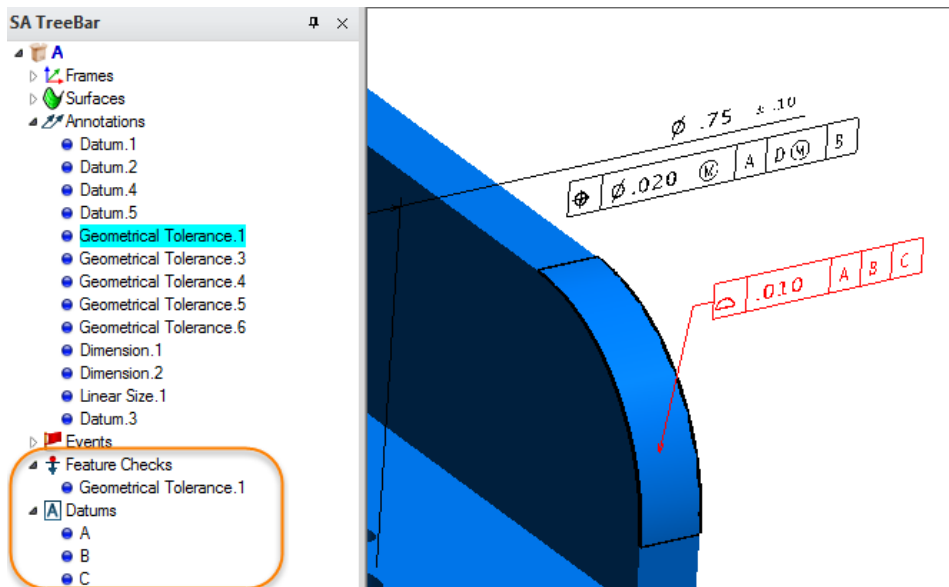 SA TreeBar
A
Frames
Surfaces
Annotations
Datum.1
Datum.2
Datum.4
Datum.5
Geometrical Tolerance.1
Geometrical Tolerance.3
Geometrical Tolerance.4
Geometrical Tolerance.5
Geometrical Tolerance.6
Dimension.1
Dimension.2
Linear Size.1
Datum.3
Events
Feature Checks
Geometrical Tolerance.1
A Datums
A
B
C
Ø .75 ± .10
⌖ Ø.020 Ⓜ A DⓂ B
⌓ .010 A B C